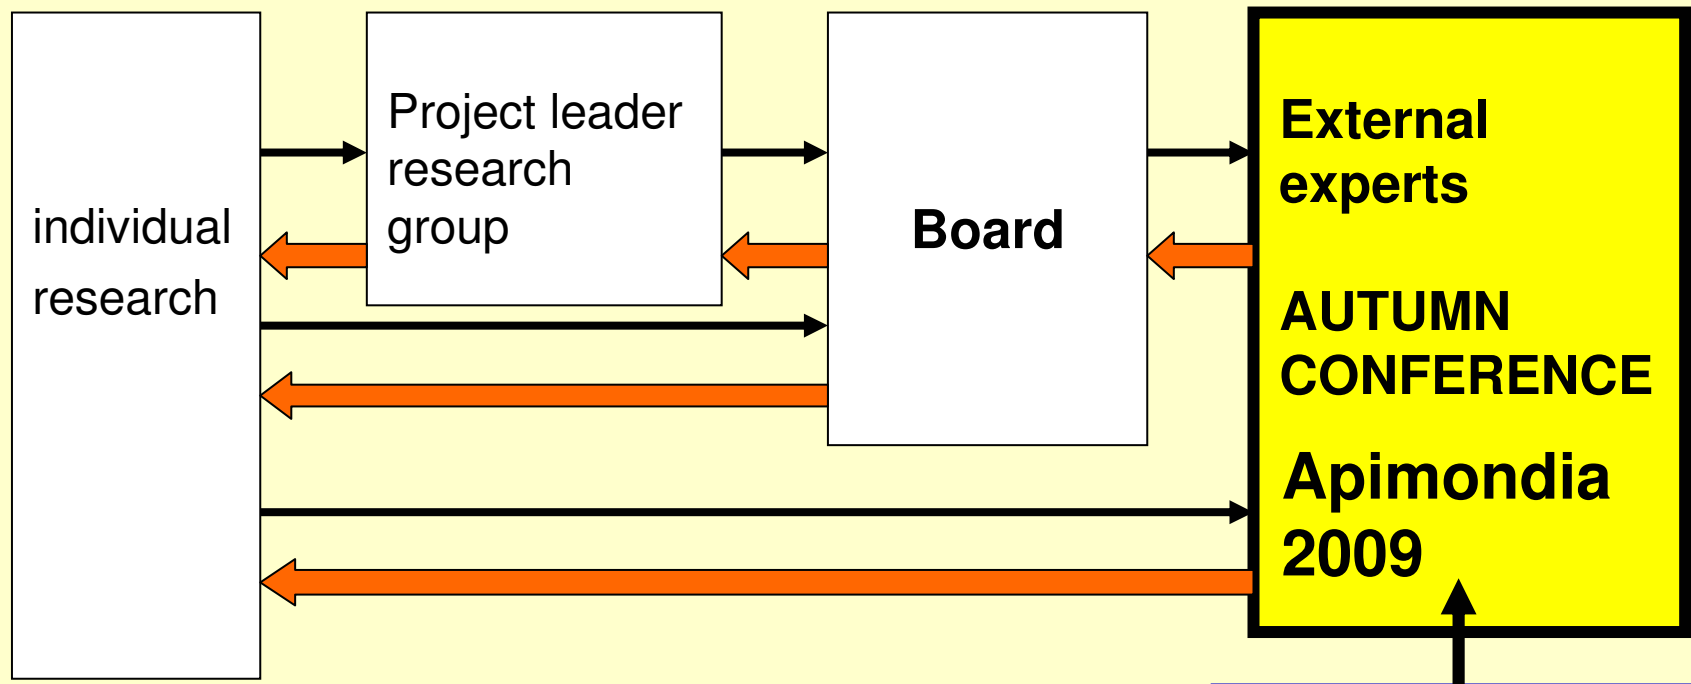 individual
research
Project leader
research
group
Board
External
experts
AUTUMN
CONFERENCE
Apimondia
2009